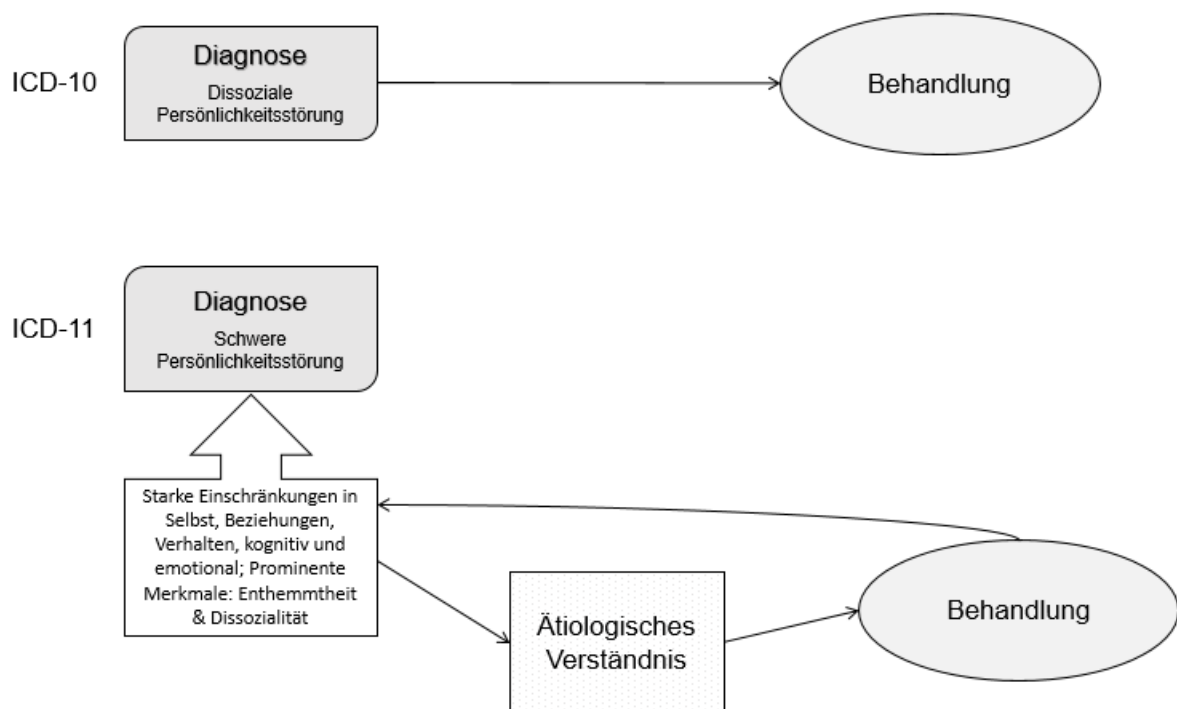 ICD-10
Diagnose
Dissoziale
Persönlichkeitsstörung
Behandlung
ICD-11
Diagnose
Schwere
Persönlichkeitsstörung
Starke Einschränkungen in
Selbst, Beziehungen,
Verhalten, kognitiv und
emotional; Prominente
Merkmale: Enthemmtheit
& Dissozialität
Ätiologisches
Verständnis
Behandlung